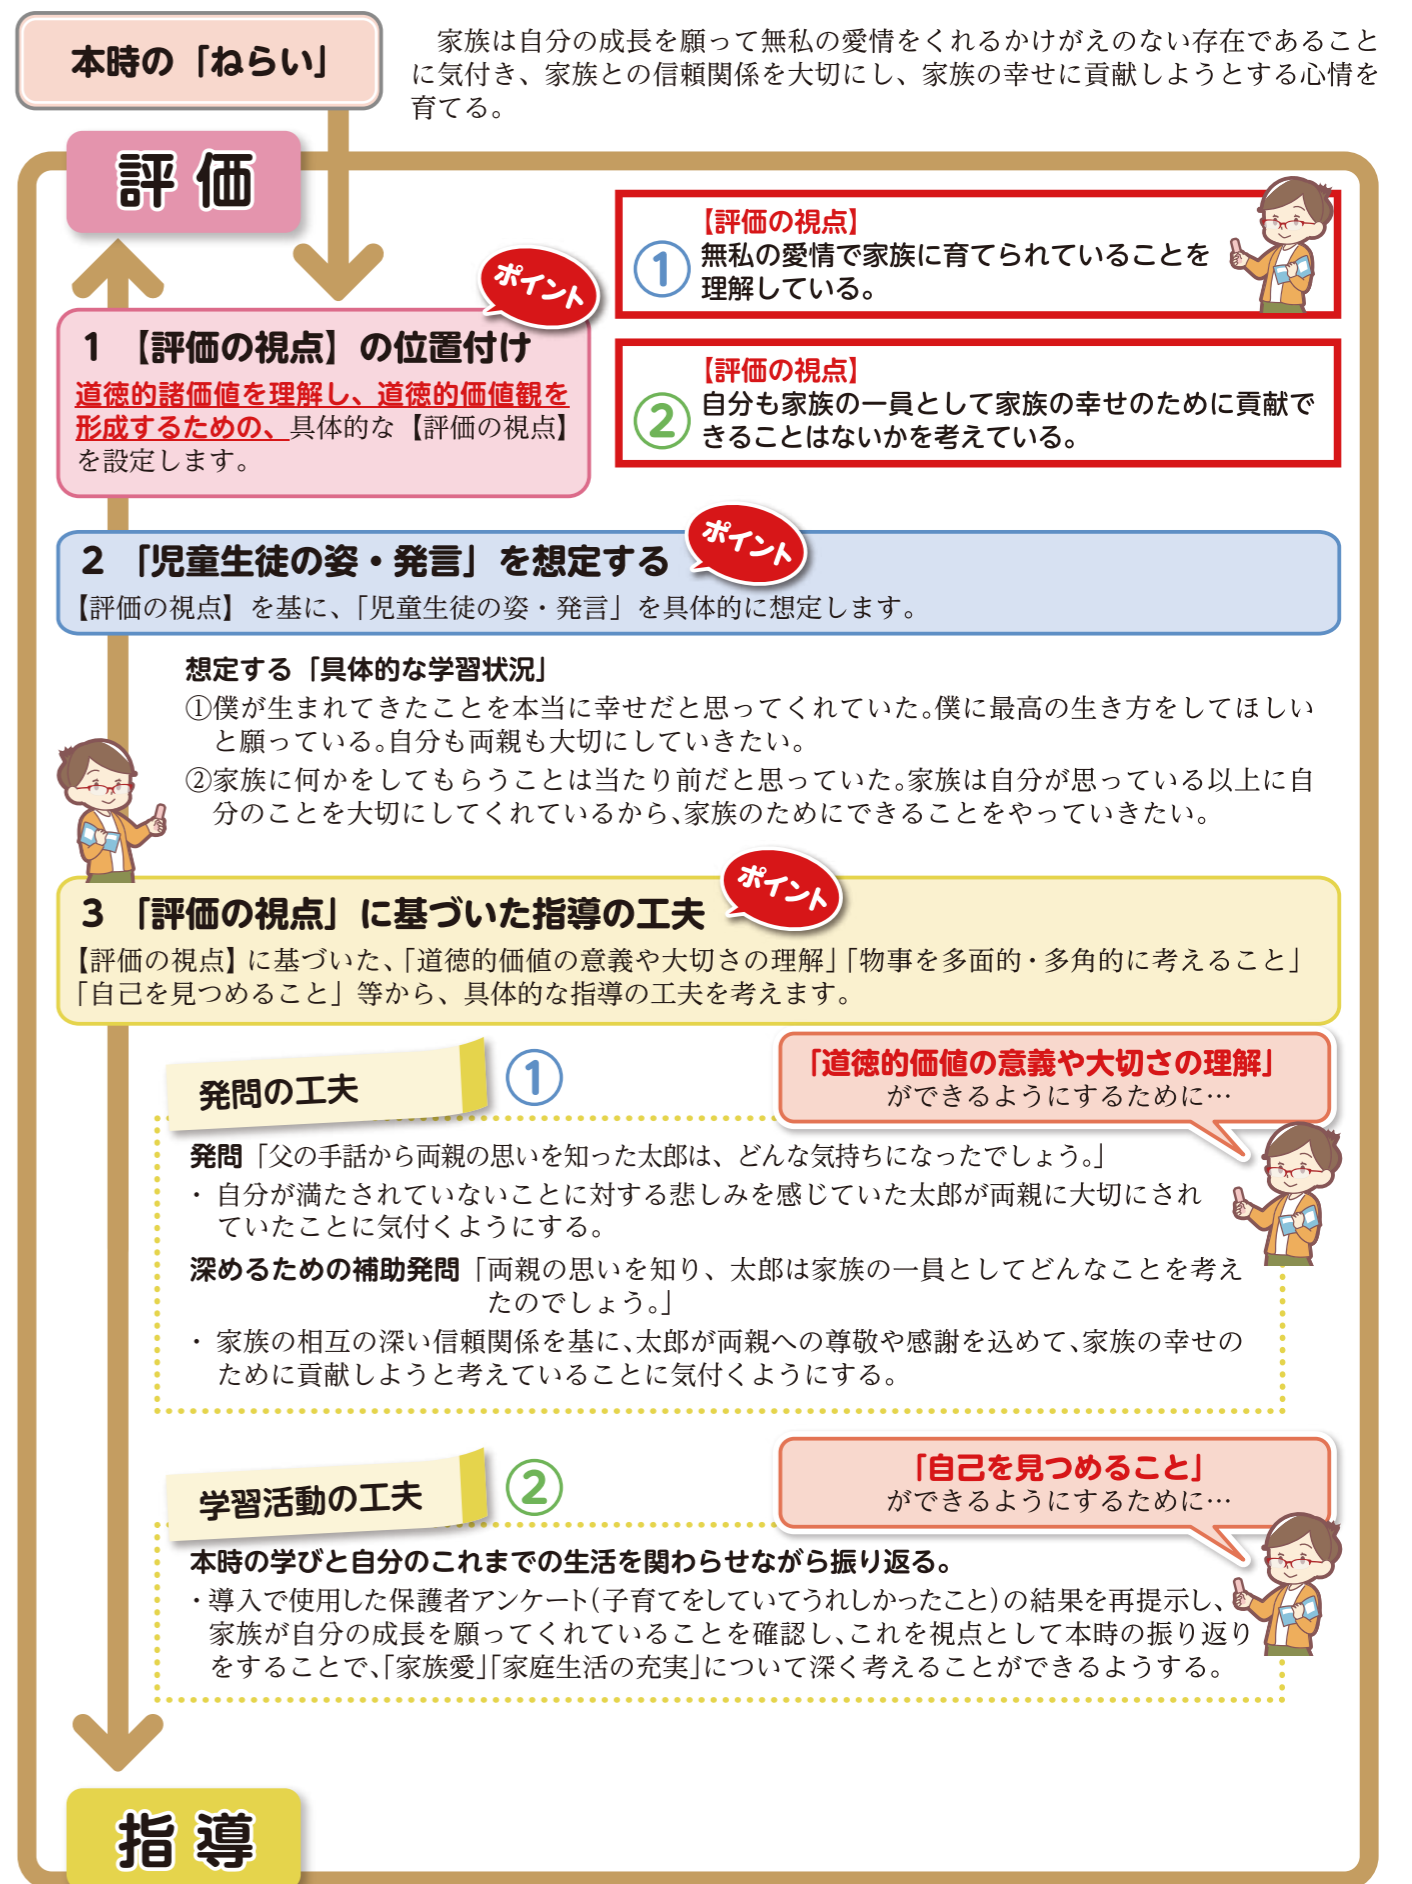 本時の「ねらい」
家族は自分の成長を願って無私の愛情をくれるかけがえのない存在であること
に気付き、家族との信頼関係を大切にし、家族の幸せに貢献しようとする心情を
育てる。
評価
【評価の視点】
① 無私の愛情で家族に育てられていることを
理解している。
ポイント
1 【評価の視点】の位置付け
道徳的諸価値を理解し、道徳的価値観を
形成するための、具体的な【評価の視点】
を設定します。
【評価の視点】
② 自分も家族の一員として家族の幸せのために貢献で
きることはないかを考えている。
ポイント
2 「児童生徒の姿・発言」を想定する
【評価の視点】を基に、「児童生徒の姿・発言」を具体的に想定します。
想定する「具体的な学習状況」
①僕が生まれてきたことを本当に幸せだと思ってくれていた。僕に最高の生き方をしてほしい
と願っている。自分も両親も大切にしていきたい。
②家族に何かをしてもらうことは当たり前だと思っていた。家族は自分が思っている以上に自
分のことを大切にしてくれているから、家族のためにできることをやっていきたい。
ポイント
3 「評価の視点」に基づいた指導の工夫
【評価の視点】に基づいた、「道徳的価値の意義や大切さの理解」「物事を多面的・多角的に考えること」
「自己を見つめること」等から、具体的な指導の工夫を考えます。
発問の工夫 ①
「道徳的価値の意義や大切さの理解」
ができるようにするために…
発問「父の手話から両親の思いを知った太郎は、どんな気持ちになったでしょう。」
・自分が満たされていないことに対する悲しみを感じていた太郎が両親に大切にされ
ていたことに気付くようにする。
深めるための補助発問「両親の思いを知り、太郎は家族の一員としてどんなことを考え
たのでしょう。」
・家族の相互の深い信頼関係を基に、太郎が両親への尊敬や感謝を込めて、家族の幸せの
ために貢献しようと考えていることに気付くようにする。
学習活動の工夫 ②
「自己を見つめること」
ができるようにするために…
本時の学びと自分のこれまでの生活を関わらせながら振り返る。
・導入で使用した保護者アンケート(子育てをしていてうれしかったこと)の結果を再提示し、
家族が自分の成長を願ってくれていることを確認し、これを視点として本時の振り返り
をすることで、「家族愛」「家庭生活の充実」について深く考えることができるようする。
指導